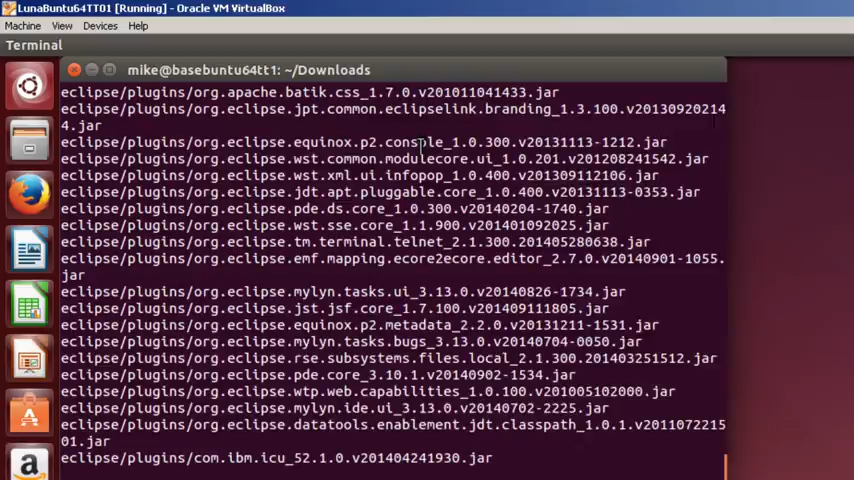 LunaBuntu64TT01 [Running] - Oracle VM VirtualBox
Machine View Devices Help
Terminal
mike@basebuntu64tt1: ~/Downloads
eclipse/plugins/org.apache.batik.css_1.7.0.v201011041433.jar
eclipse/plugins/org.eclipse.jpt.common.eclipselink.branding_1.3.100.v20130920214
4.jar
eclipse/plugins/org.eclipse.equinox.p2.console_1.0.300.v20131113-1212.jar
eclipse/plugins/org.eclipse.wst.common.modulecore.ui_1.0.201.v201208241542.jar
eclipse/plugins/org.eclipse.wst.xml.ui.infopop_1.0.400.v201309112106.jar
eclipse/plugins/org.eclipse.jdt.apt.pluggable.core_1.0.400.v20131113-0353.jar
eclipse/plugins/org.eclipse.pde.ds.core_1.0.300.v20140204-1740.jar
eclipse/plugins/org.eclipse.wst.sse.core_1.1.900.v201401092025.jar
eclipse/plugins/org.eclipse.tm.terminal.telnet_2.1.300.201405280638.jar
eclipse/plugins/org.eclipse.emf.mapping.ecore2ecore.editor_2.7.0.v20140901-1055.
jar
eclipse/plugins/org.eclipse.mylyn.tasks.ui_3.13.0.v20140826-1734.jar
eclipse/plugins/org.eclipse.jst.jsf.core_1.7.100.v201409111805.jar
eclipse/plugins/org.eclipse.equinox.p2.metadata_2.2.0.v20131211-1531.jar
eclipse/plugins/org.eclipse.mylyn.tasks.bugs_3.13.0.v20140704-0050.jar
eclipse/plugins/org.eclipse.rse.subsystems.files.local_2.1.300.201403251512.jar
eclipse/plugins/org.eclipse.pde.core_3.10.1.v20140902-1534.jar
eclipse/plugins/org.eclipse.wtp.web.capabilities_1.0.100.v201005102000.jar
eclipse/plugins/org.eclipse.mylyn.ide.ui_3.13.0.v20140702-2225.jar
eclipse/plugins/org.eclipse.datatools.enablement.jdt.classpath_1.0.1.v2011072215
01.jar
eclipse/plugins/com.ibm.icu_52.1.0.v201404241930.jar